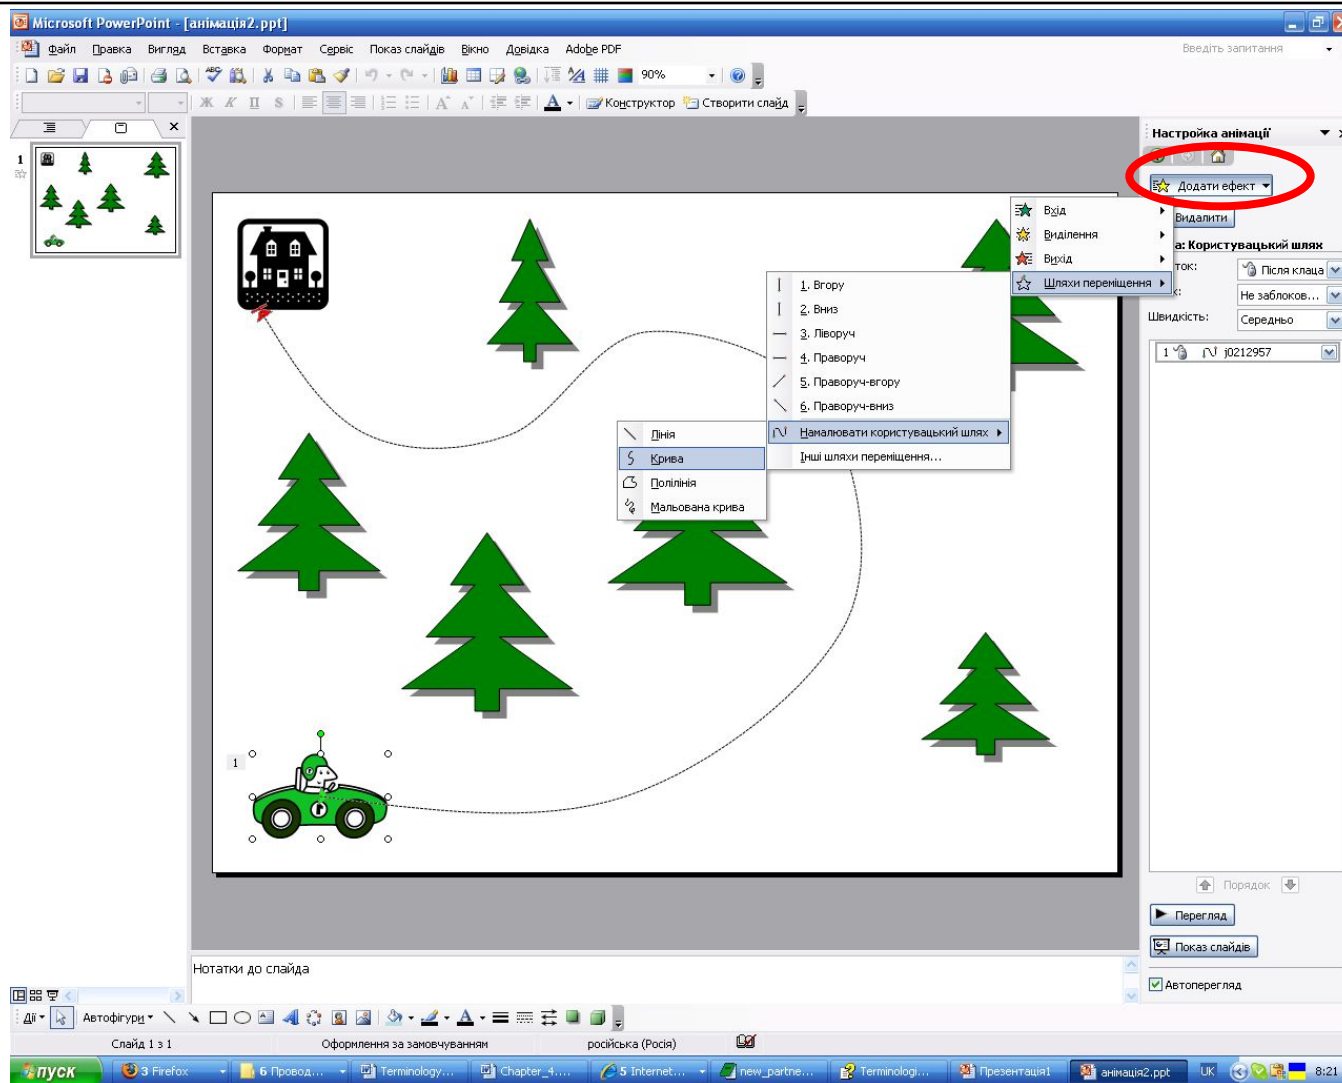 Microsoft PowerPoint - [анімація2.ppt]
Файл Правка Вигляд Вставка Формат Сервіс Показ слайдів Вікно Довідка Adobe PDF
Введіть запитання
90%
Ж К П S
Конструктор Створити слайд
Настройка анімації
1
Додати ефект
Видалити
а: Користувацький шлях
ток: Після клаца
к: Не заблоков...
Швидкість: Середньо
1 j0212957
Вхід
Виділення
Вихід
Шляхи переміщення
1. Вгору
2. Вниз
3. Ліворуч
4. Праворуч
5. Праворуч-вгору
6. Праворуч-вниз
Намалювати користувацький шлях
Інші шляхи переміщення...
Лінія
Крива
Полілінія
Мальована крива
1
Порядок
Перегляд
Показ слайдів
Автоперегляд
Нотатки до слайда
Дії Автофігури
Слайд 1 з 1 Оформлення за замовчуванням російська (Росія)
пуск 3 Firefox 6 Провод... Terminology... Chapter_4.... 5 Internet... new_partne... Terminologi... Презентація1 анімація2.ppt UK 8:21